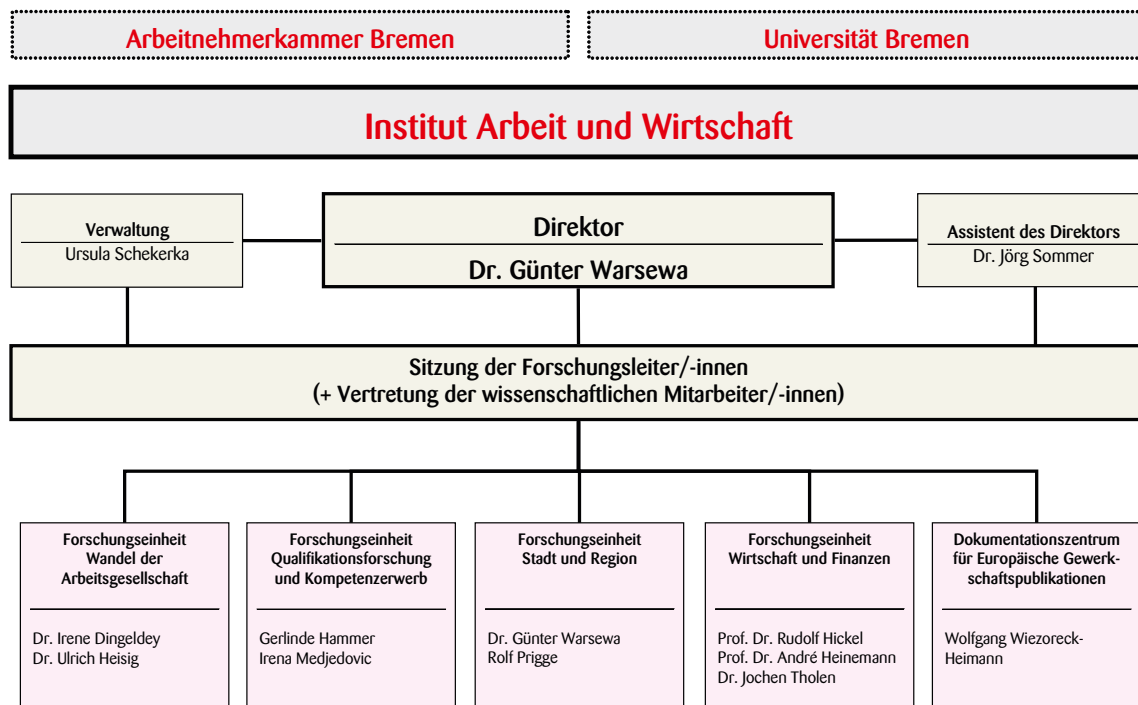 Arbeitnehmerkammer Bremen
Universität Bremen
Institut Arbeit und Wirtschaft
Verwaltung
Ursula Schekerka
Direktor
Dr. Günter Warsewa
Assistent des Direktors
Dr. Jörg Sommer
Sitzung der Forschungsleiter/-innen
(+ Vertretung der wissenschaftlichen Mitarbeiter/-innen)
Forschungseinheit
Wandel der
Arbeitsgesellschaft
Dr. Irene Dingeldey
Dr. Ulrich Heisig
Forschungseinheit
Qualifikationsforschung
und Kompetenzerwerb
Gerlinde Hammer
Irena Medjedovic
Forschungseinheit
Stadt und Region
Dr. Günter Warsewa
Rolf Prigge
Forschungseinheit
Wirtschaft und Finanzen
Prof. Dr. Rudolf Hickel
Prof. Dr. André Heinemann
Dr. Jochen Tholen
Dokumentationszentrum
für Europäische Gewerk-
schaftspublikationen
Wolfgang Wiezoreck-
Heimann